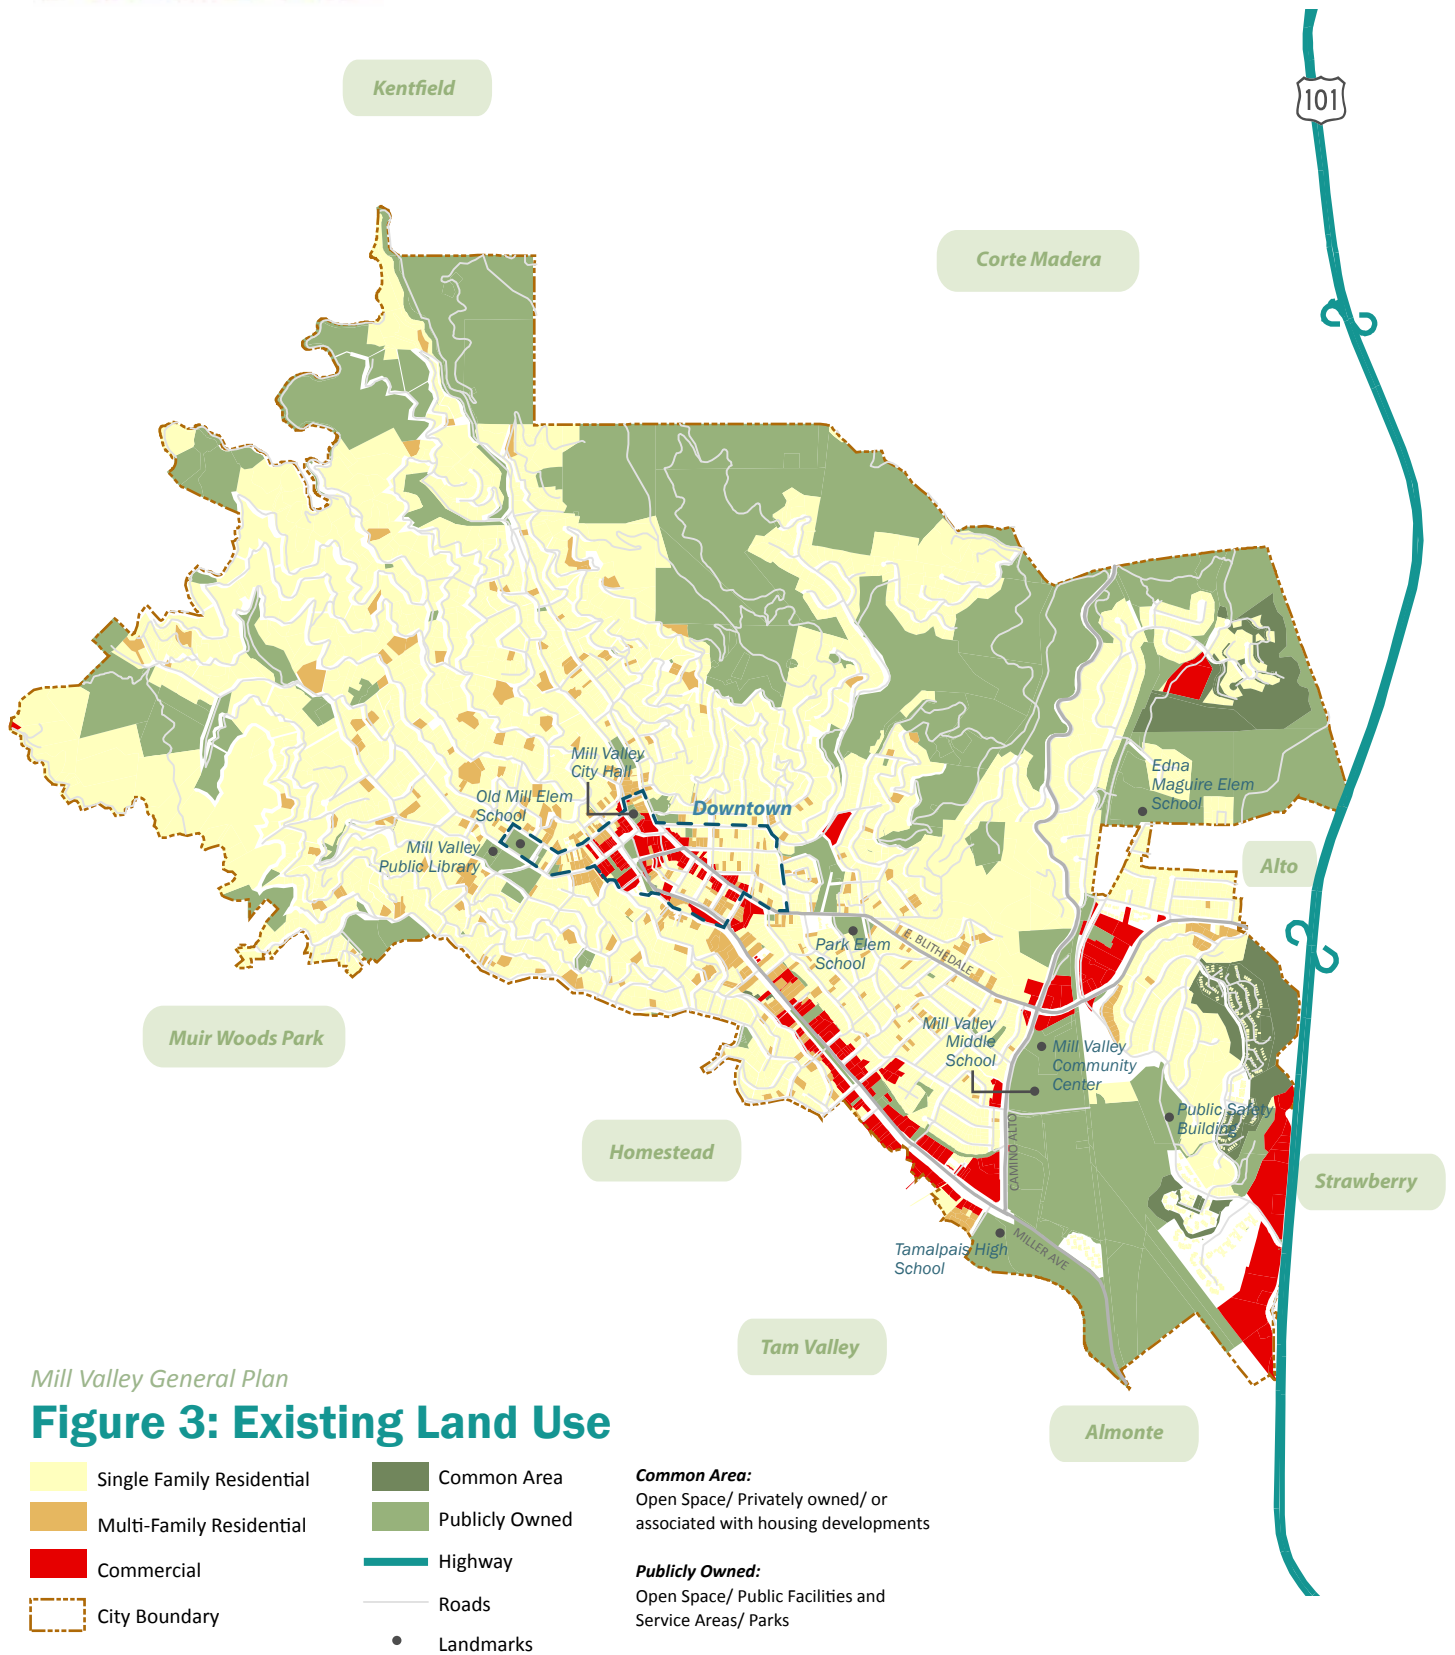 Kentfield
101
Corte Madera
Mill Valley
City Hall
Old Mill Elem
School
Downtown
Mill Valley
Public Library
Edna
Maguire Elem
School
Alto
Park Elem
School
E. BLITHEDALE
Muir Woods Park
Mill Valley
Middle
School
Mill Valley
Community
Center
Public Safety
Building
CAMINO ALTO
Homestead
Strawberry
Tamalpais High
School
MILLER AVE
Tam Valley
Almonte
Mill Valley General Plan
Figure 3: Existing Land Use
Single Family Residential
Multi-Family Residential
Commercial
City Boundary
Common Area
Publicly Owned
Highway
Roads
Landmarks
Common Area:
Open Space/ Privately owned/ or
associated with housing developments
Publicly Owned:
Open Space/ Public Facilities and
Service Areas/ Parks